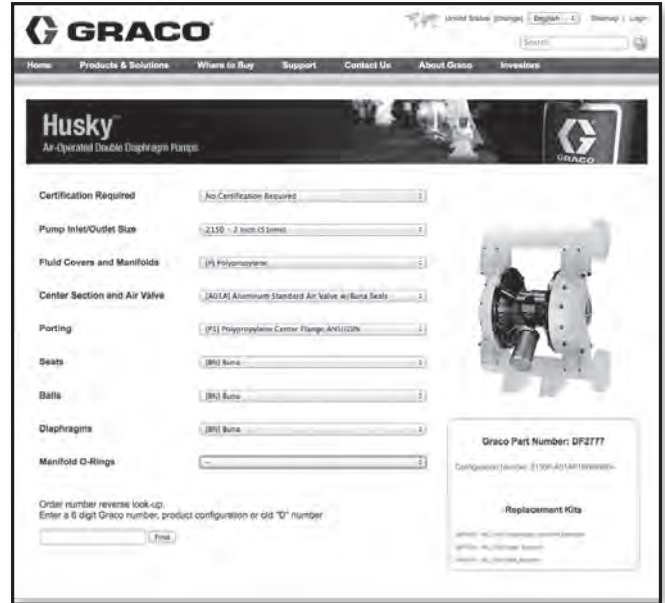 GRACO
United States [change] English Sitemap | Login
Search
Home Products & Solutions Where to Buy Support Contact Us About Graco Investors
Husky™
Air-Operated Double Diaphragm Pumps
GRACO
Certification Required No Certification Required
Pump Inlet/Outlet Size 2150 - 2 inch (51mm)
Fluid Covers and Manifolds (P) Polypropylene
Center Section and Air Valve (A01A) Aluminum Standard Air Valve w/Buna Seals
Porting (P1) Polypropylene Center Flange ANSI/DIN
Seats (BN) Buna
Balls (BN) Buna
Diaphragms (BN) Buna
Manifold O-Rings --
Graco Part Number: DF2777
Configuration Number:
Replacement Kits
Order number reverse look-up.
Enter a 6 digit Graco number, product configuration or old "D" number
Find